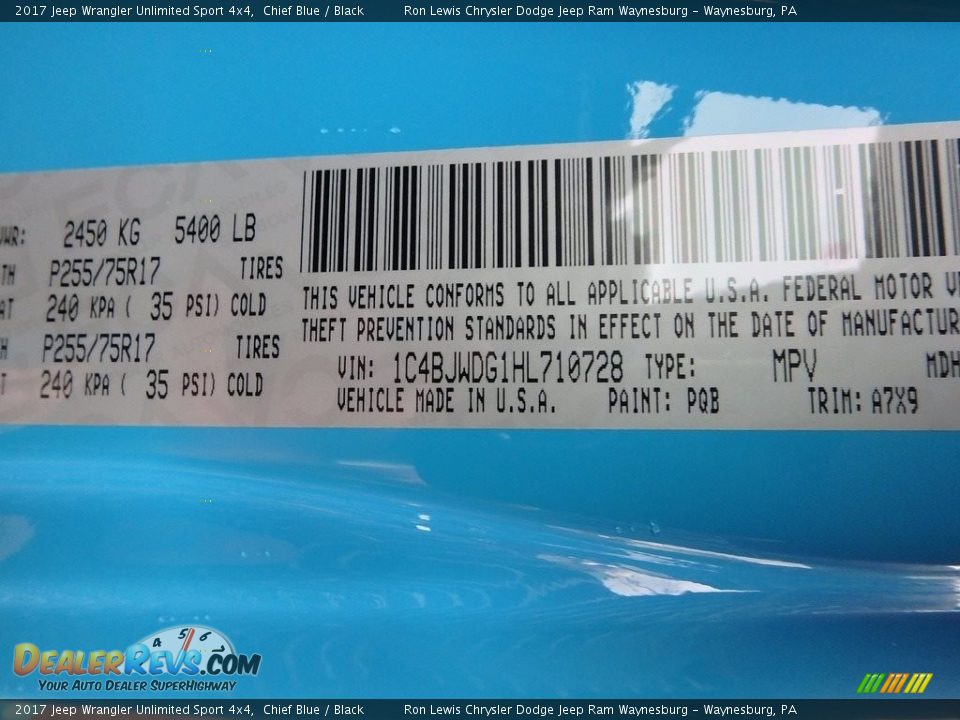 2017 Jeep Wrangler Unlimited Sport 4x4, Chief Blue / Black Ron Lewis Chrysler Dodge Jeep Ram Waynesburg - Waynesburg, PA
2450 KG 5400 LB
P255/75R17 TIRES
240 KPA ( 35 PSI) COLD
P255/75R17 TIRES
240 KPA ( 35 PSI) COLD
THIS VEHICLE CONFORMS TO ALL APPLICABLE U.S.A. FEDERAL MOTOR
THEFT PREVENTION STANDARDS IN EFFECT ON THE DATE OF MANUFACTUR
VIN: 1C4BJWDG1HL710728 TYPE: MPV MDH
VEHICLE MADE IN U.S.A. PAINT: PQB TRIM: A7X9
4 5 6
DEALERREVS.COM
YOUR AUTO DEALER SUPERHIGHWAY
2017 Jeep Wrangler Unlimited Sport 4x4, Chief Blue / Black Ron Lewis Chrysler Dodge Jeep Ram Waynesburg - Waynesburg, PA